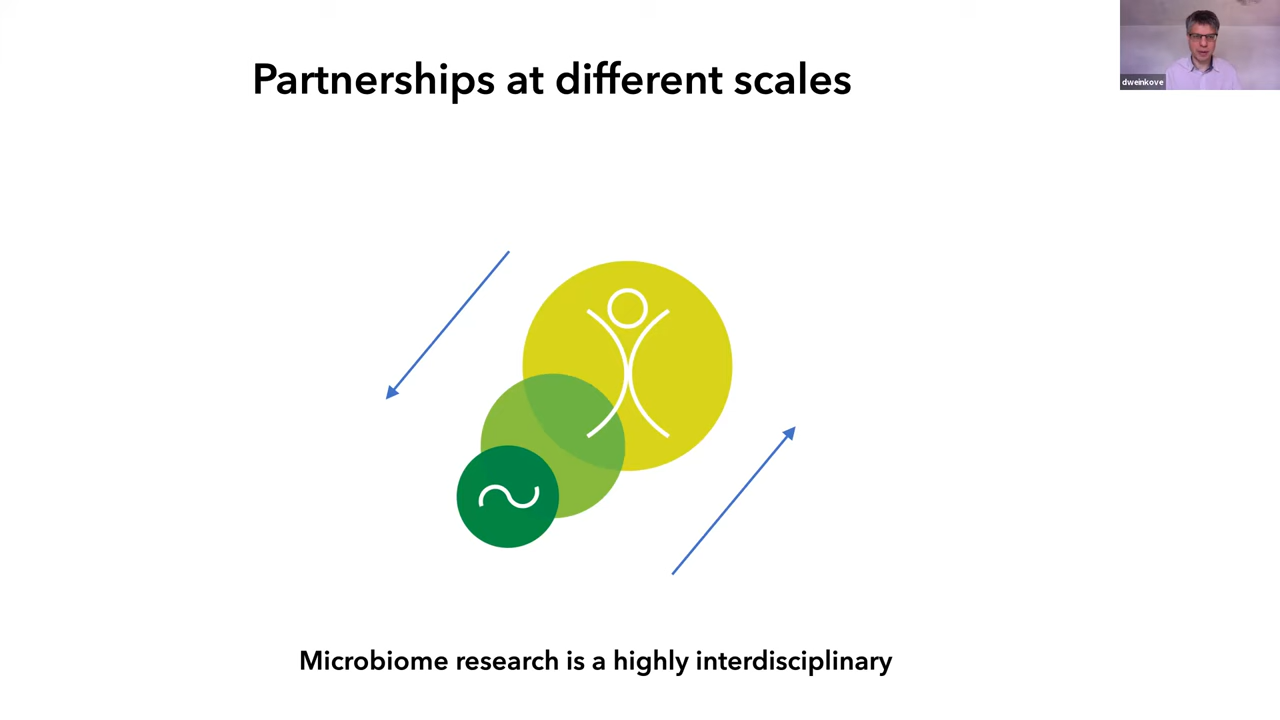 Partnerships at different scales
dweinkove
Microbiome research is a highly interdisciplinary